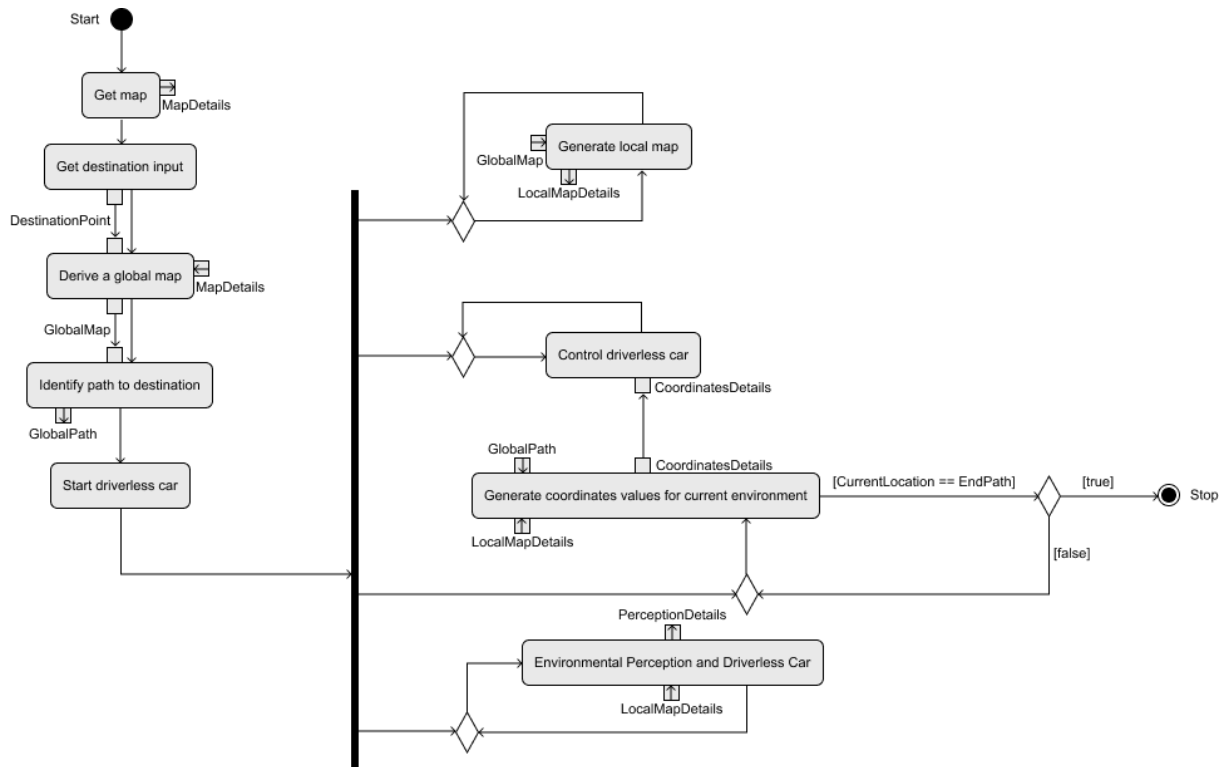 Start
Get map
MapDetails
Get destination input
DestinationPoint
Derive a global map
MapDetails
GlobalMap
Identify path to destination
GlobalPath
Start driverless car
Generate local map
GlobalMap
LocalMapDetails
Control driverless car
CoordinatesDetails
GlobalPath
CoordinatesDetails
Generate coordinates values for current environment
LocalMapDetails
[CurrentLocation == EndPath]
[true]
Stop
[false]
PerceptionDetails
Environmental Perception and Driverless Car
LocalMapDetails